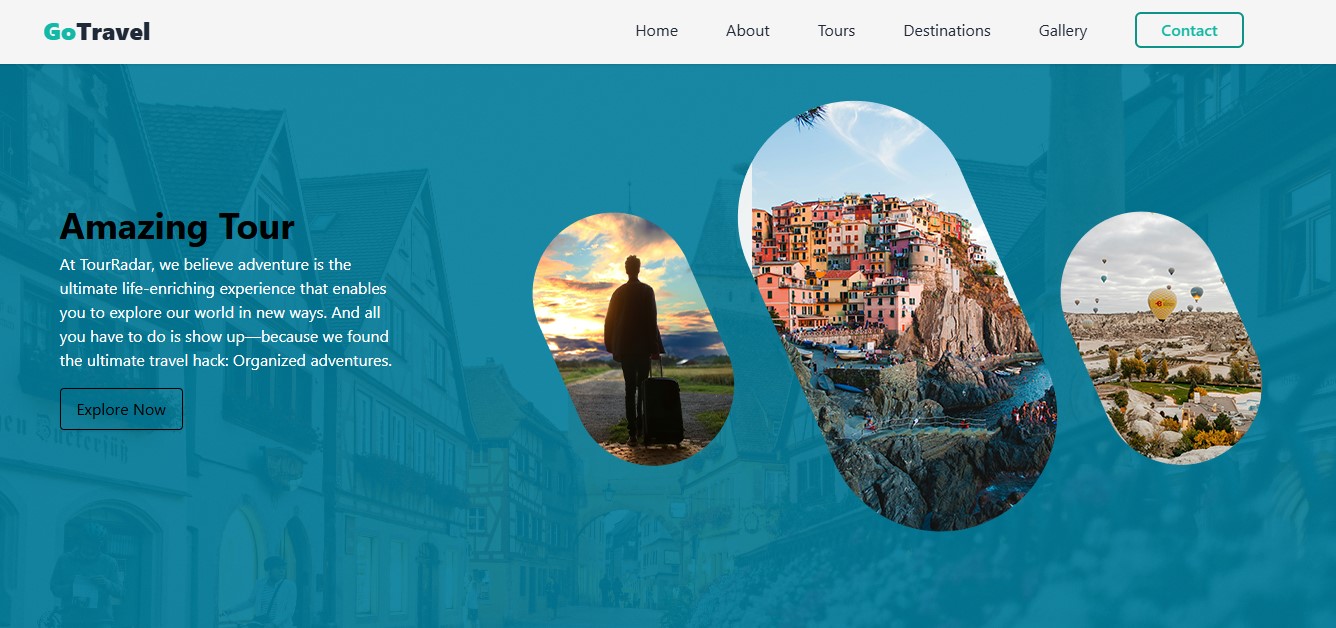 GoTravel
Home About Tours Destinations Gallery Contact
Amazing Tour
At TourRadar, we believe adventure is the
ultimate life-enriching experience that enables
you to explore our world in new ways. And all
you have to do is show up—because we found
the ultimate travel hack: Organized adventures.
Explore Now